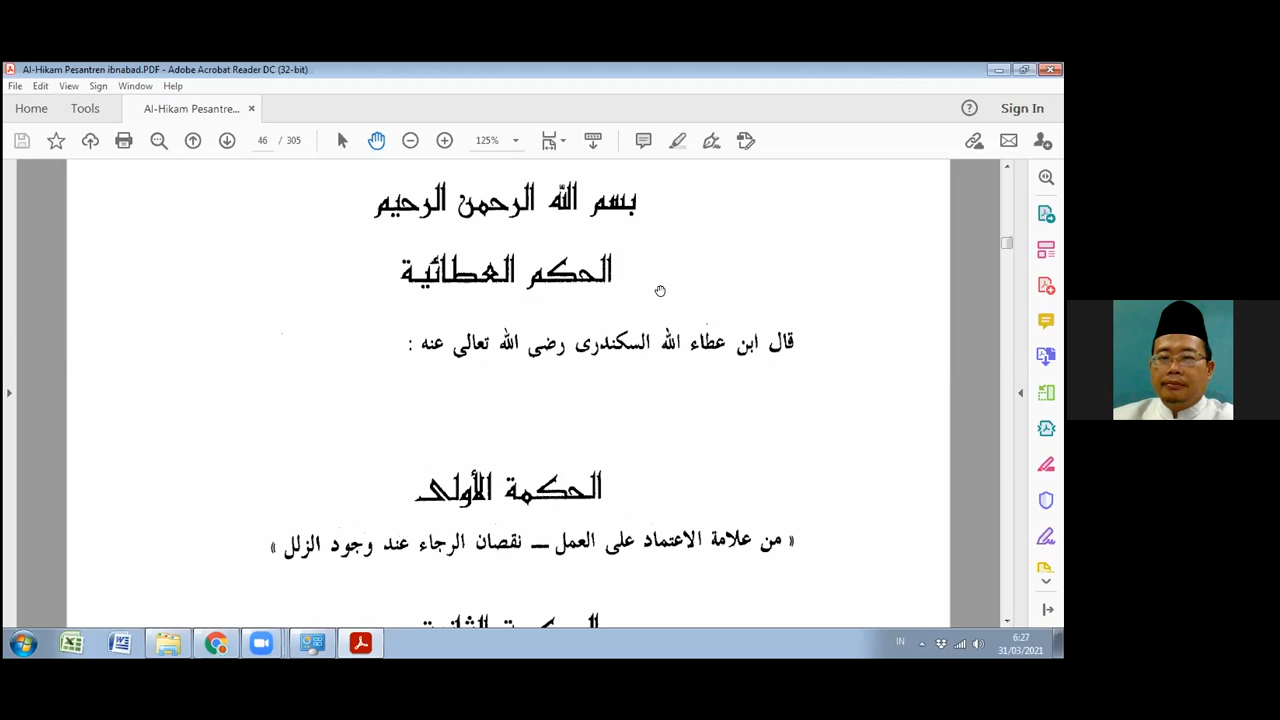 Al-Hikam Pesantren ibnabad.PDF - Adobe Acrobat Reader DC (32-bit)
File Edit View Sign Window Help
Home Tools Al-Hikam Pesantre... × Sign In
46 / 305 125%
بسم الله الرحمن الرحيم
الحكم العطائية
قال ابن عطاء الله السكندرى رضى الله تعالى عنه :
الحكمة الأولى
« من علامة الاعتماد على العمل ــ نقصان الرجاء عند وجود الزلل »
الحكمة الثانية
IN 6:27
31/03/2021